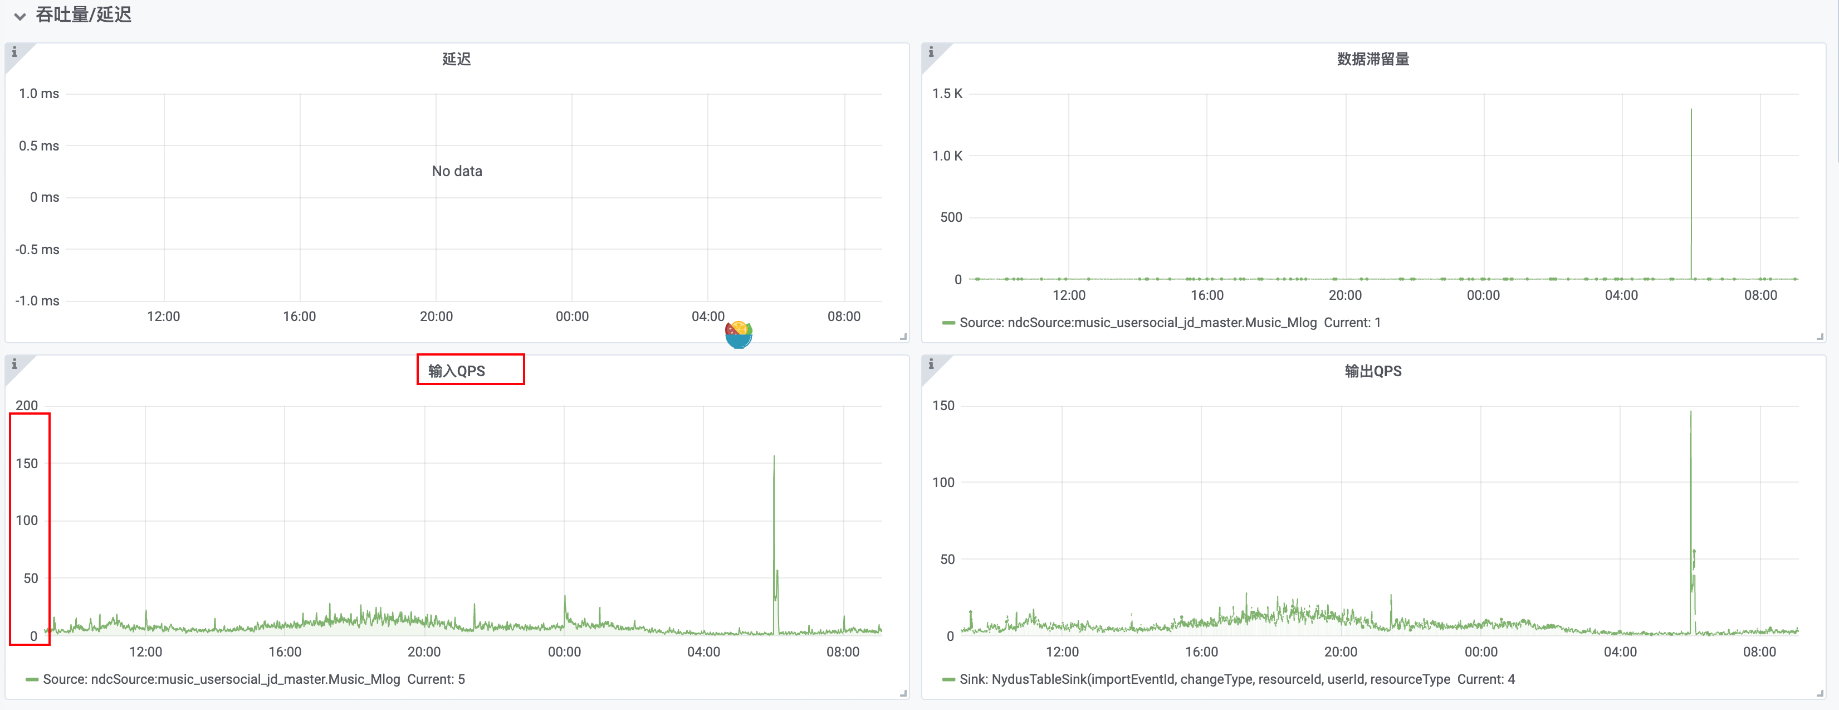 吞吐量/延迟
延迟
1.0 ms
0.5 ms
0 ms
-0.5 ms
-1.0 ms
No data
12:00 16:00 20:00 00:00 04:00 08:00
数据滞留量
1.5 K
1.0 K
500
0
12:00 16:00 20:00 00:00 04:00 08:00
Source: ndcSource:music_usersocial_jd_master.Music_Mlog Current: 1
输入QPS
200
150
100
50
0
12:00 16:00 20:00 00:00 04:00 08:00
Source: ndcSource:music_usersocial_jd_master.Music_Mlog Current: 5
输出QPS
150
100
50
0
12:00 16:00 20:00 00:00 04:00 08:00
Sink: NydusTableSink(importEventId, changeType, resourceId, userId, resourceType Current: 4